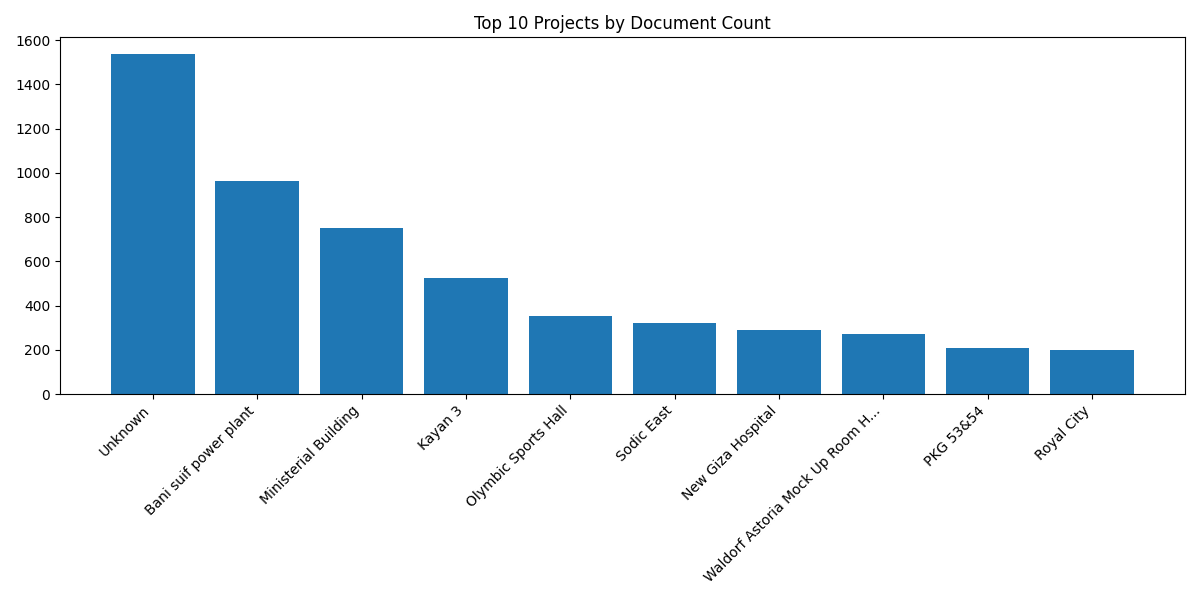 Top 10 Projects by Document Count
1600
1400
1200
1000
800
600
400
200
0
Unknown
Bani suif power plant
Ministerial Building
Kayan 3
Olymbic Sports Hall
Sodic East
New Giza Hospital
Waldorf Astoria Mock Up Room H...
PKG 53&54
Royal City